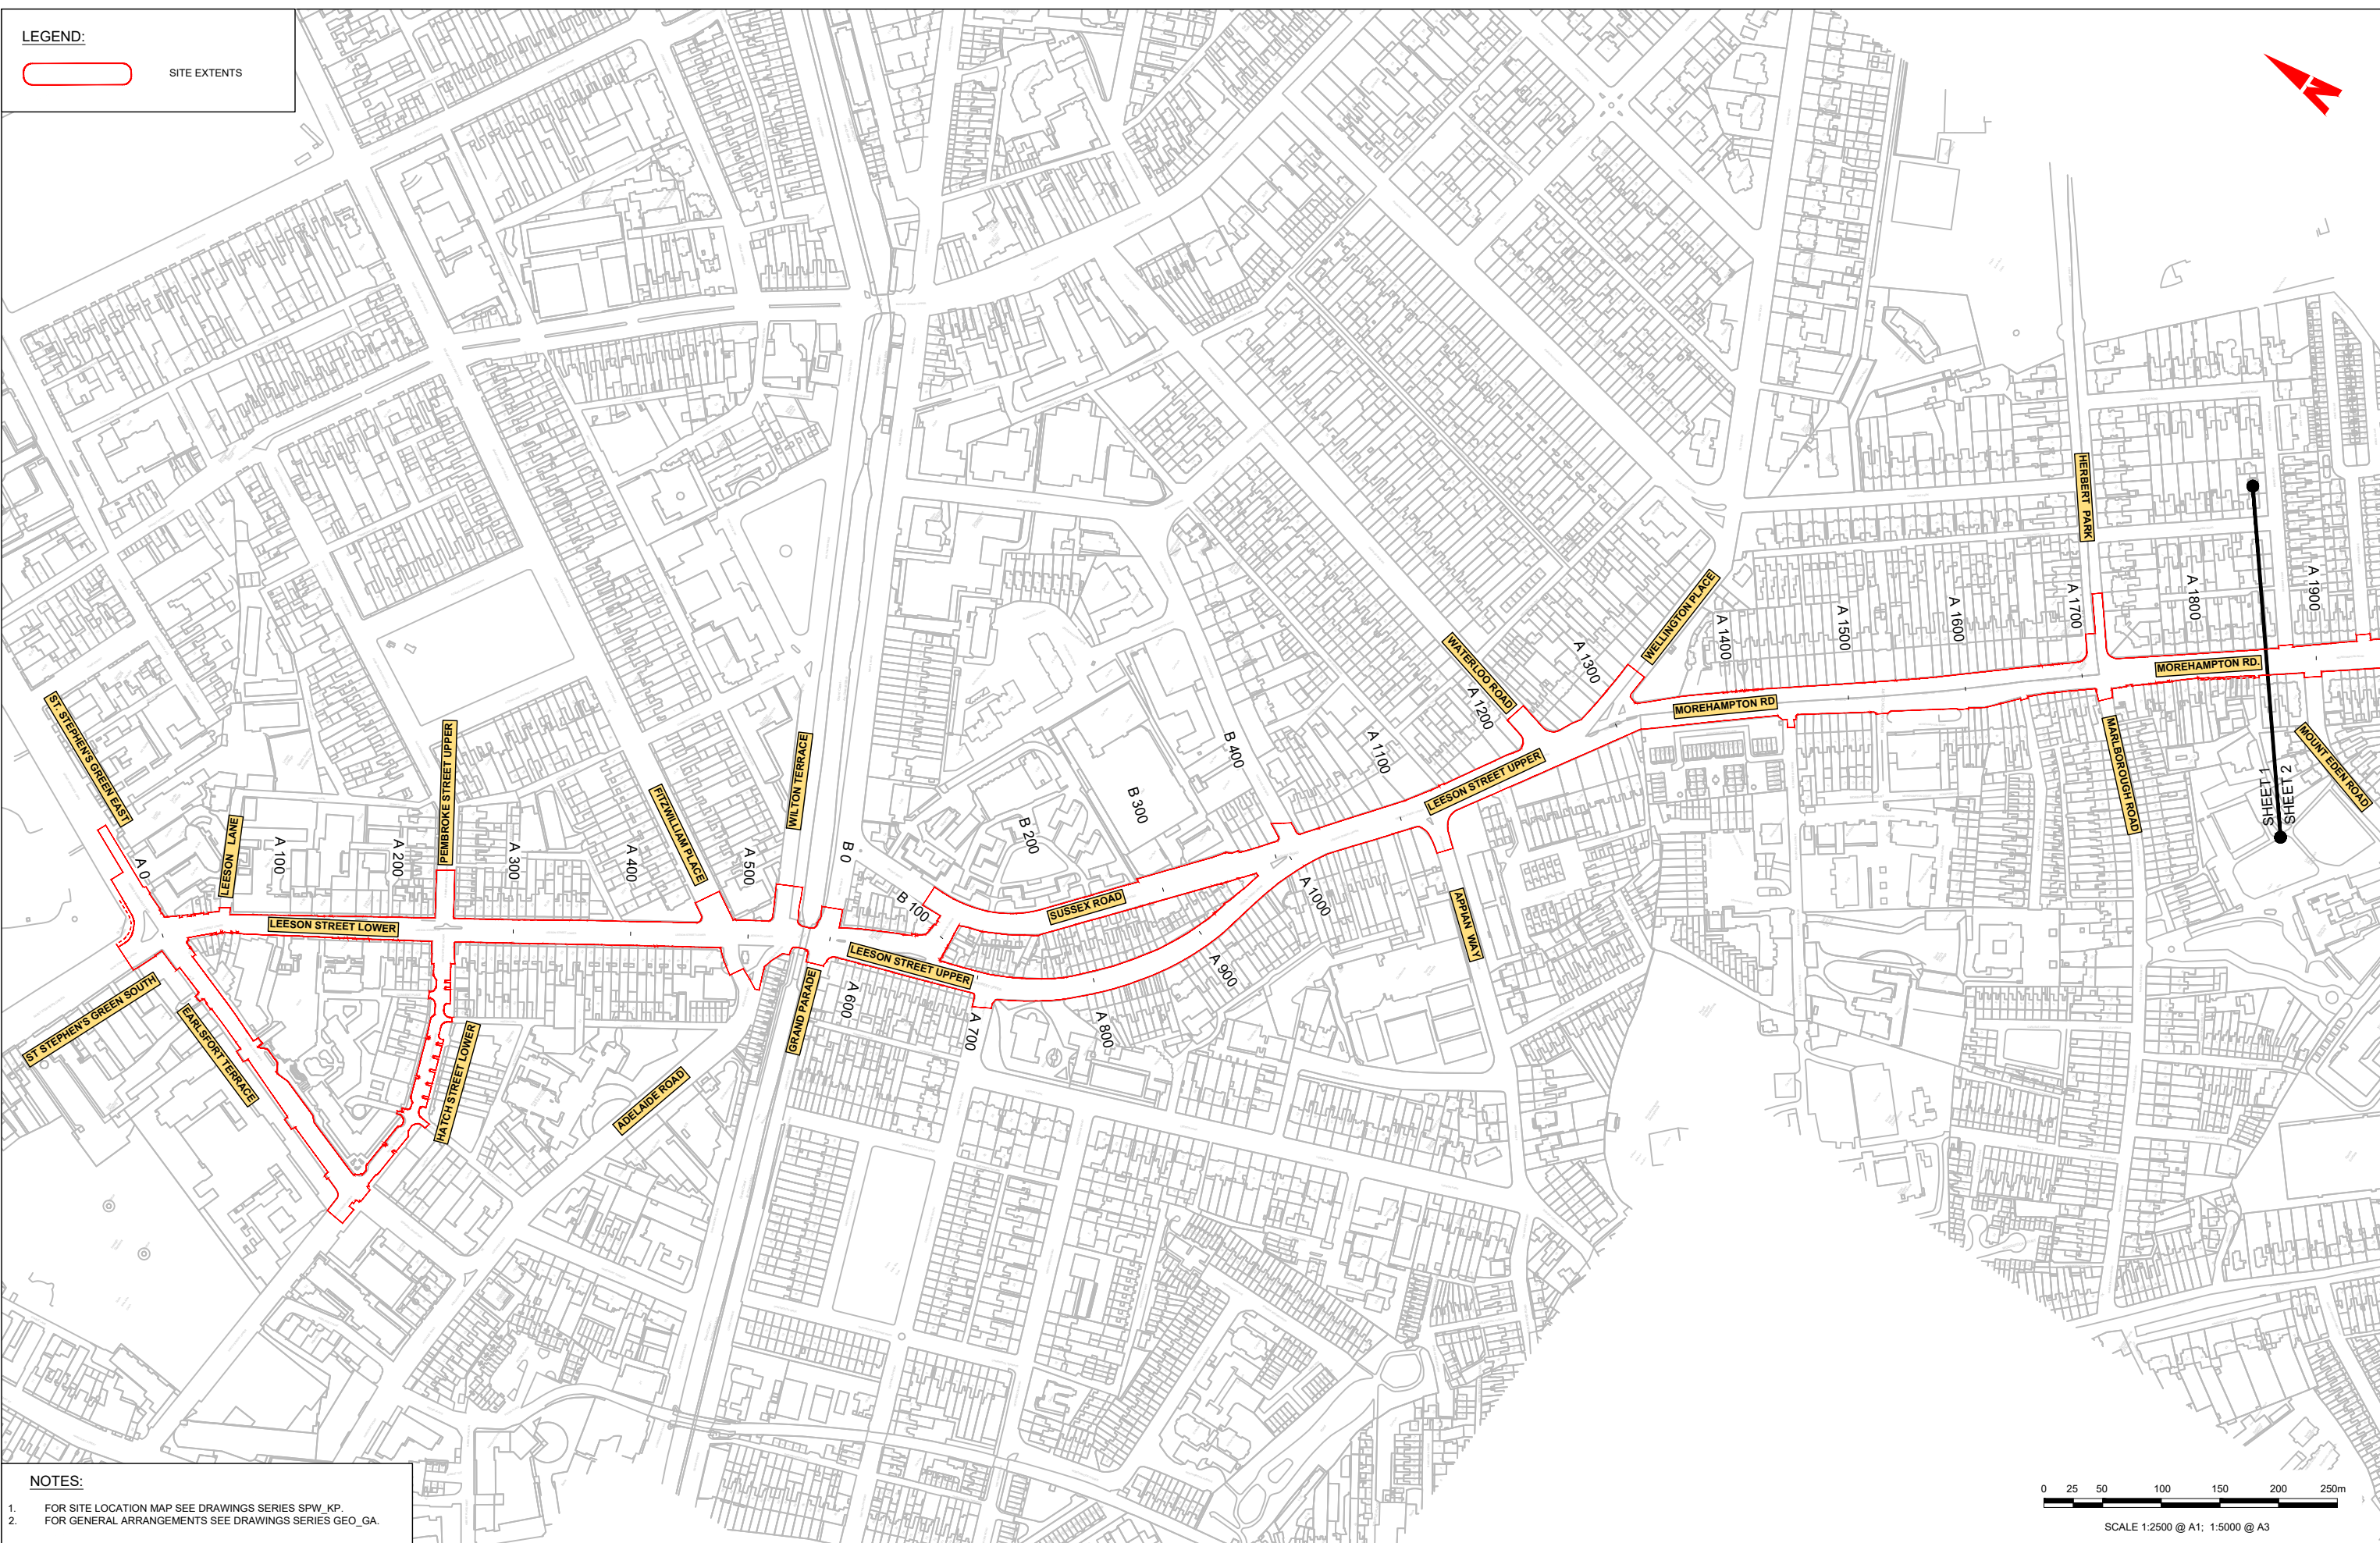 LEGEND:
SITE EXTENTS
N
ST. STEPHEN'S GREEN EAST
A 0
LEESON LANE
A 100
A 200
PEMBROKE STREET UPPER
A 300
A 400
FITZWILLIAM PLACE
A 500
WILTON TERRACE
B 0
B 100
B 200
B 300
B 400
A 1100
A 1200
WATERLOO ROAD
A 1300
WELLINGTON PLACE
A 1400
A 1500
A 1600
A 1700
HERBERT PARK
A 1800
A 1900
LEESON STREET LOWER
LEESON STREET UPPER
SUSSEX ROAD
LEESON STREET UPPER
MOREHAMPTON RD
MOREHAMPTON RD.
ST STEPHEN'S GREEN SOUTH
EARLSFORT TERRACE
HATCH STREET LOWER
ADELAIDE ROAD
GRAND PARADE
A 600
A 700
A 800
A 900
A 1000
APPIAN WAY
MARLBOROUGH ROAD
SHEET 1
SHEET 2
MOUNT EDEN ROAD
NOTES:
1. FOR SITE LOCATION MAP SEE DRAWINGS SERIES SPW_KP.
2. FOR GENERAL ARRANGEMENTS SEE DRAWINGS SERIES GEO_GA.
0 25 50 100 150 200 250m
SCALE 1:2500 @ A1; 1:5000 @ A3